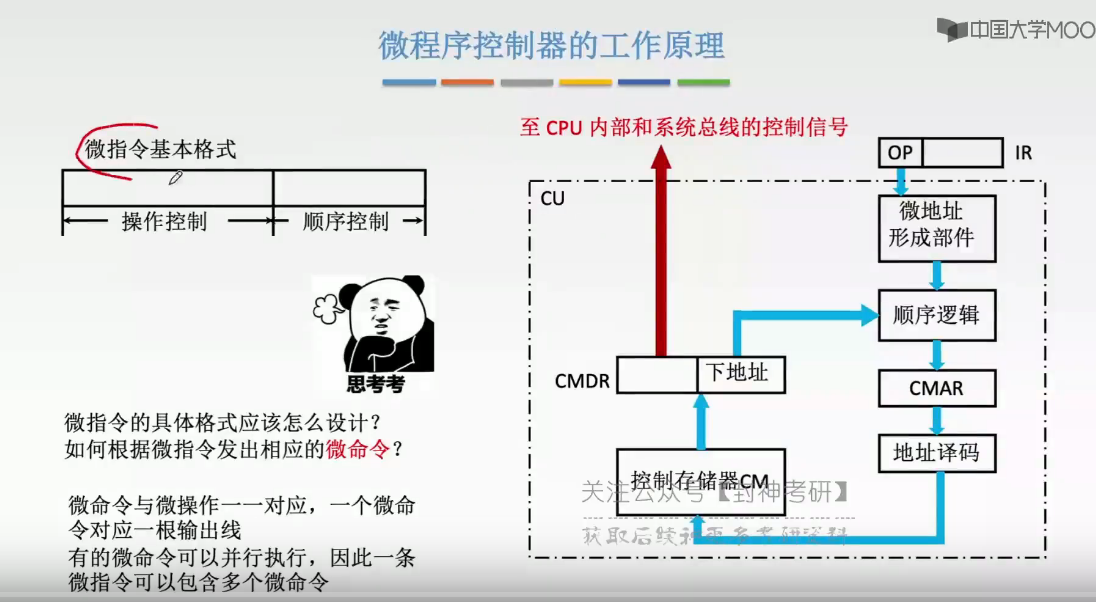 中国大学MOO
微程序控制器的工作原理
微指令基本格式
操作控制
顺序控制
思考考
微指令的具体格式应该怎么设计？
如何根据微指令发出相应的微命令？
微命令与微操作一一对应，一个微命
令对应一根输出线
有的微命令可以并行执行，因此一条
微指令可以包含多个微命令
至 CPU 内部和系统总线的控制信号
OP
IR
CU
微地址
形成部件
顺序逻辑
CMDR
下地址
CMAR
地址译码
控制存储器CM
关注公众号【封神考研】
获取后续